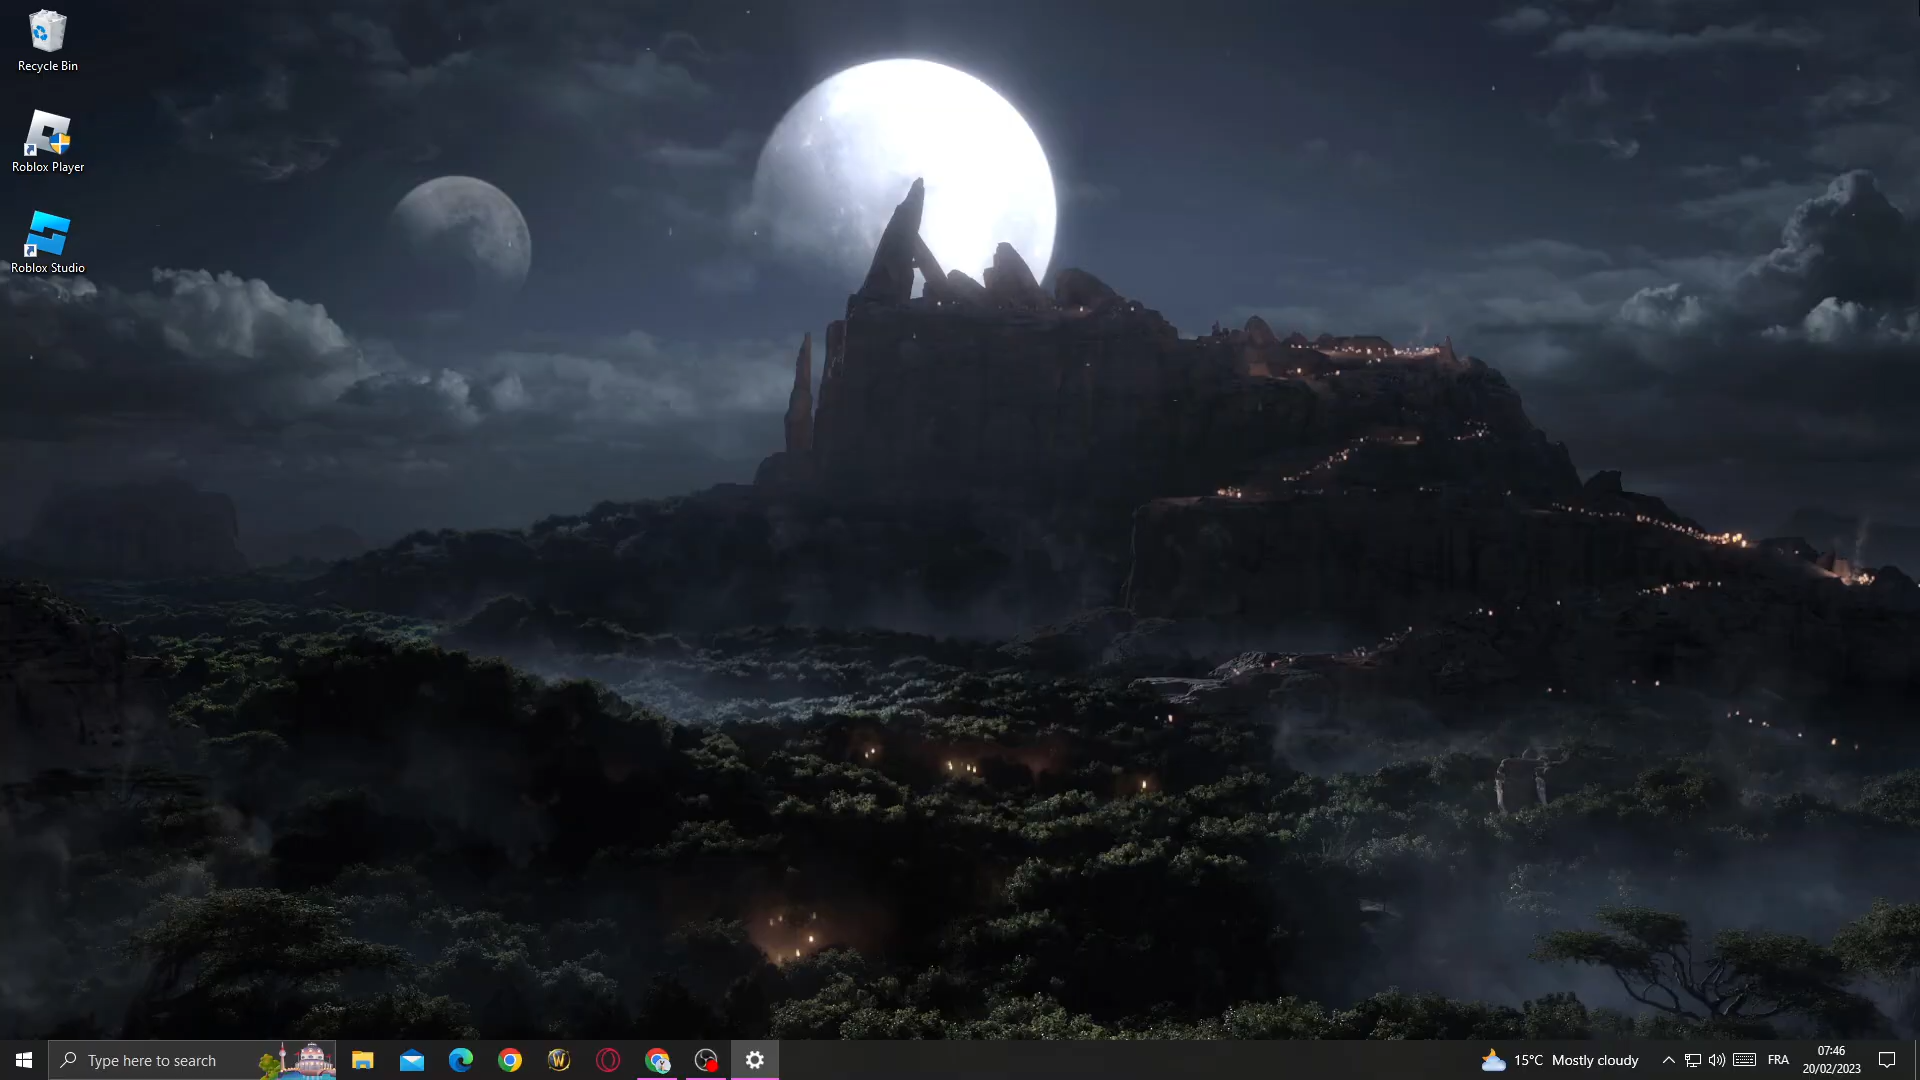 Recycle Bin
Roblox Player
Roblox Studio
Type here to search
15°C Mostly cloudy
FRA
07:46
20/02/2023